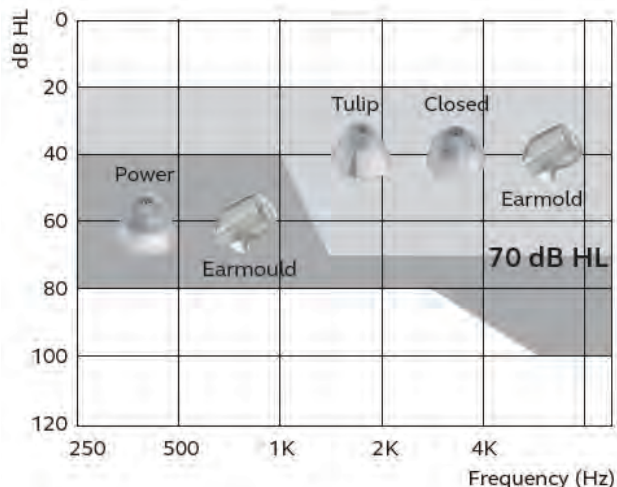 dB HL
0
20
40
60
80
100
120
Tulip
Closed
Earmold
Power
Earmould
70 dB HL
250 500 1K 2K 4K
Frequency (Hz)